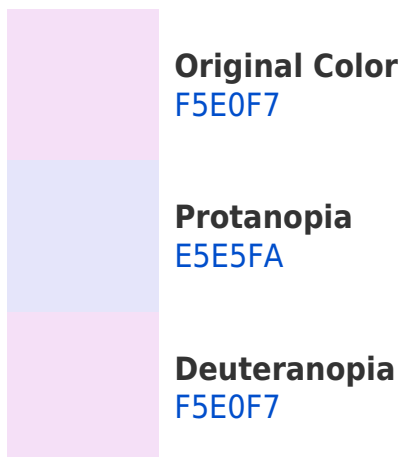 Original Color
F5E0F7
Protanopia
E5E5FA
Deuteranopia
F5E0F7